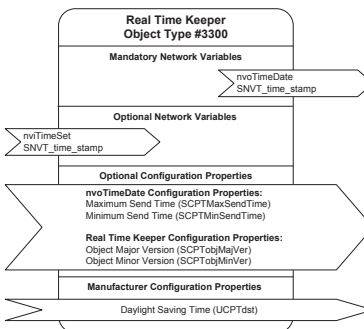 Real Time Keeper
Object Type #3300
Mandatory Network Variables
nvoTimeDate
SNVT_time_stamp
Optional Network Variables
nviTimeSet
SNVT_time_stamp
Optional Configuration Properties
nvoTimeDate Configuration Properties:
Maximum Send Time (SCPTMaxSendTime)
Minimum Send Time (SCPTMinSendTime)
Real Time Keeper Configuration Properties:
Object Major Version (SCPTobjMajVer)
Object Minor Version (SCPTobjMinVer)
Manufacturer Configuration Properties
Daylight Saving Time (UCPTdst)